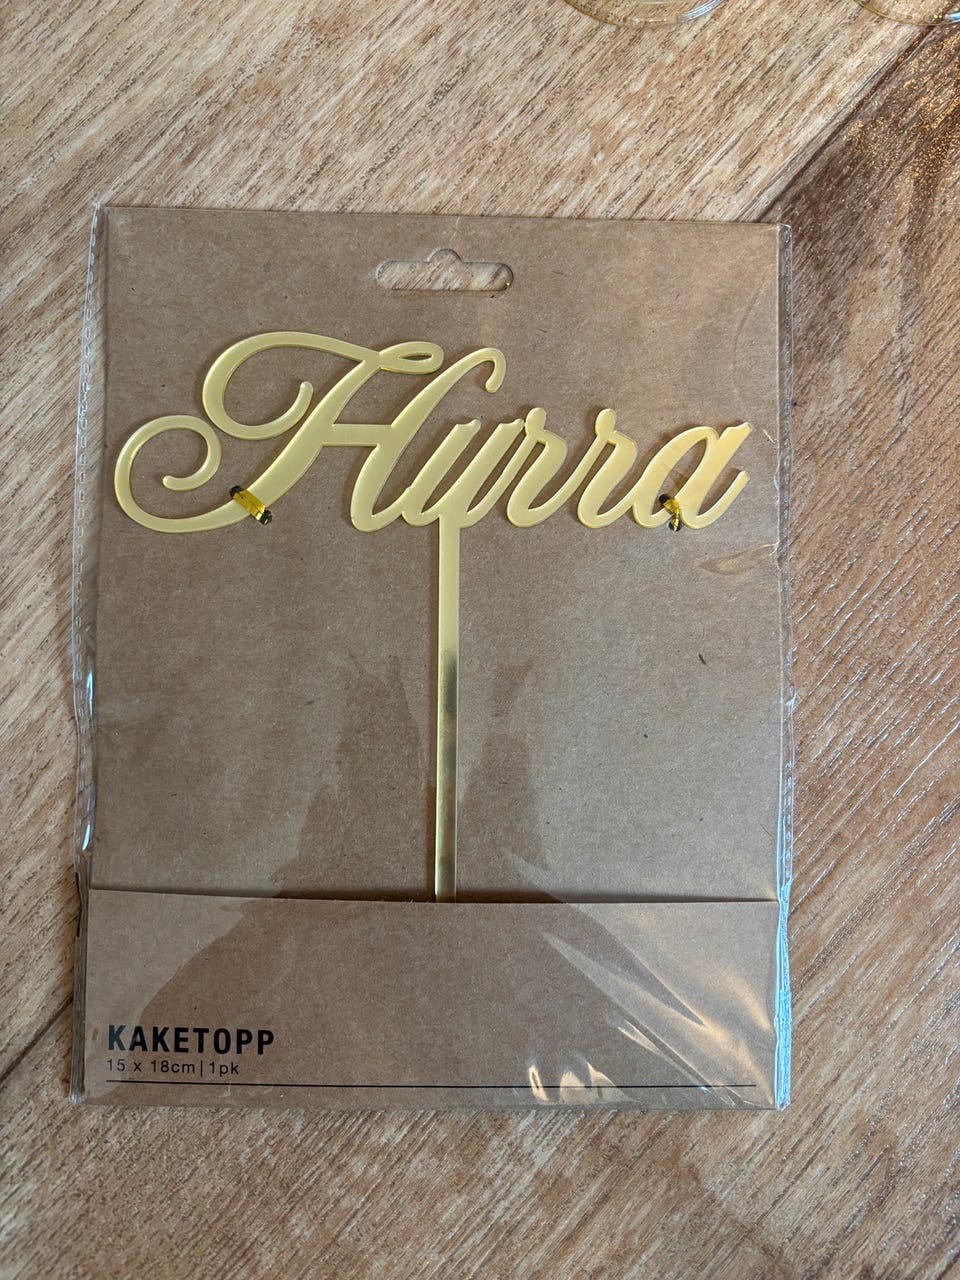 Hurra
KAKETOPP
15 x 18cm | 1pk